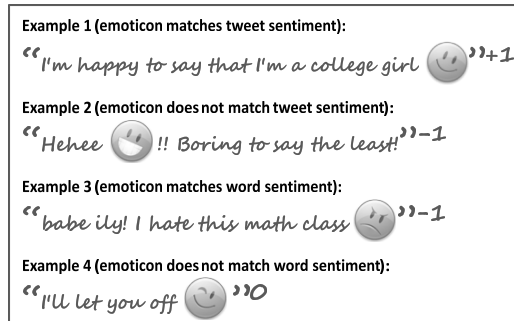 Example 1 (emoticon matches tweet sentiment):
“I'm happy to say that I'm a college girl ”+1
Example 2 (emoticon does not match tweet sentiment):
“Hehee !! Boring to say the least!”−1
Example 3 (emoticon matches word sentiment):
“babe ily! I hate this math class ”−1
Example 4 (emoticon does not match word sentiment):
“I'll let you off ”0